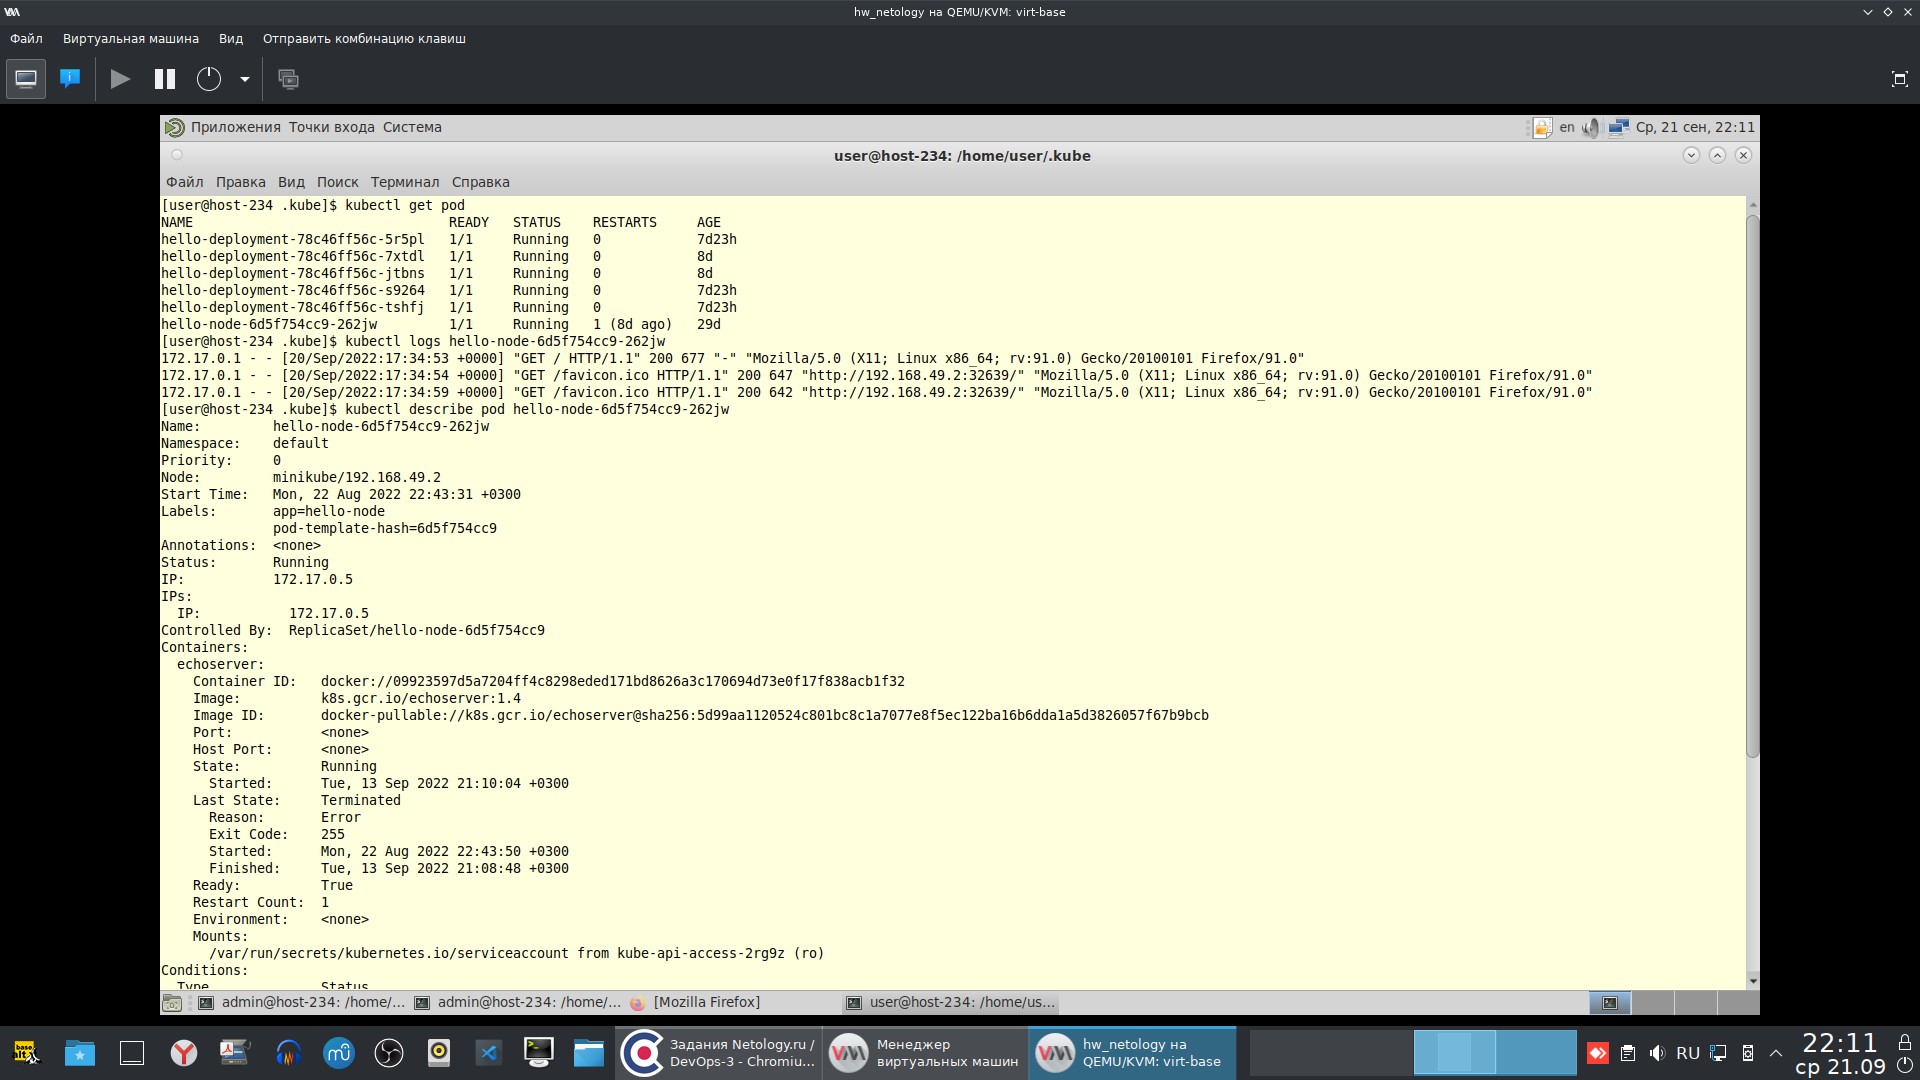 hw_netology на QEMU/KVM: virt-base
Файл Виртуальная машина Вид Отправить комбинацию клавиш
Приложения Точки входа Система
en Ср, 21 сен, 22:11
user@host-234: /home/user/.kube
Файл Правка Вид Поиск Терминал Справка
[user@host-234 .kube]$ kubectl get pod
NAME READY STATUS RESTARTS AGE
hello-deployment-78c46ff56c-5r5pl 1/1 Running 0 7d23h
hello-deployment-78c46ff56c-7xtdl 1/1 Running 0 8d
hello-deployment-78c46ff56c-jtbns 1/1 Running 0 8d
hello-deployment-78c46ff56c-s9264 1/1 Running 0 7d23h
hello-deployment-78c46ff56c-tshfj 1/1 Running 0 7d23h
hello-node-6d5f754cc9-262jw 1/1 Running 1 (8d ago) 29d
[user@host-234 .kube]$ kubectl logs hello-node-6d5f754cc9-262jw
172.17.0.1 - - [20/Sep/2022:17:34:53 +0000] "GET / HTTP/1.1" 200 677 "-" "Mozilla/5.0 (X11; Linux x86_64; rv:91.0) Gecko/20100101 Firefox/91.0"
172.17.0.1 - - [20/Sep/2022:17:34:54 +0000] "GET /favicon.ico HTTP/1.1" 200 647 "http://192.168.49.2:32639/" "Mozilla/5.0 (X11; Linux x86_64; rv:91.0) Gecko/20100101 Firefox/91.0"
172.17.0.1 - - [20/Sep/2022:17:34:59 +0000] "GET /favicon.ico HTTP/1.1" 200 642 "http://192.168.49.2:32639/" "Mozilla/5.0 (X11; Linux x86_64; rv:91.0) Gecko/20100101 Firefox/91.0"
[user@host-234 .kube]$ kubectl describe pod hello-node-6d5f754cc9-262jw
Name: hello-node-6d5f754cc9-262jw
Namespace: default
Priority: 0
Node: minikube/192.168.49.2
Start Time: Mon, 22 Aug 2022 22:43:31 +0300
Labels: app=hello-node
pod-template-hash=6d5f754cc9
Annotations: <none>
Status: Running
IP: 172.17.0.5
IPs:
IP: 172.17.0.5
Controlled By: ReplicaSet/hello-node-6d5f754cc9
Containers:
echoserver:
Container ID: docker://09923597d5a7204ff4c8298eded171bd8626a3c170694d73e0f17f838acb1f32
Image: k8s.gcr.io/echoserver:1.4
Image ID: docker-pullable://k8s.gcr.io/echoserver@sha256:5d99aa1120524c801bc8c1a7077e8f5ec122ba16b6dda1a5d3826057f67b9bcb
Port: <none>
Host Port: <none>
State: Running
Started: Tue, 13 Sep 2022 21:10:04 +0300
Last State: Terminated
Reason: Error
Exit Code: 255
Started: Mon, 22 Aug 2022 22:43:50 +0300
Finished: Tue, 13 Sep 2022 21:08:48 +0300
Ready: True
Restart Count: 1
Environment: <none>
Mounts:
/var/run/secrets/kubernetes.io/serviceaccount from kube-api-access-2rg9z (ro)
Conditions:
Type Status
admin@host-234: /home/... admin@host-234: /home/... [Mozilla Firefox] user@host-234: /home/us...
Задания Netology.ru / DevOps-3 - Chromiu...
Менеджер виртуальных машин
hw_netology на QEMU/KVM: virt-base
RU
22:11
ср 21.09